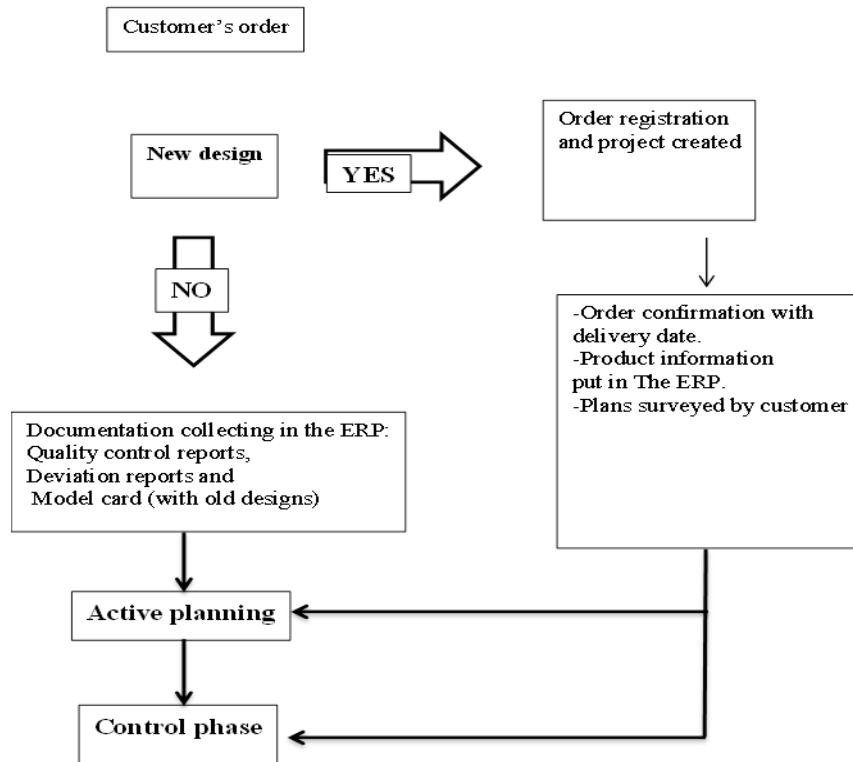 Customer’s order
New design
YES
Order registration
and project created
NO
-Order confirmation with
delivery date.
-Product information
put in The ERP.
-Plans surveyed by customer
Documentation collecting in the ERP:
Quality control reports,
Deviation reports and
Model card (with old designs)
Active planning
Control phase